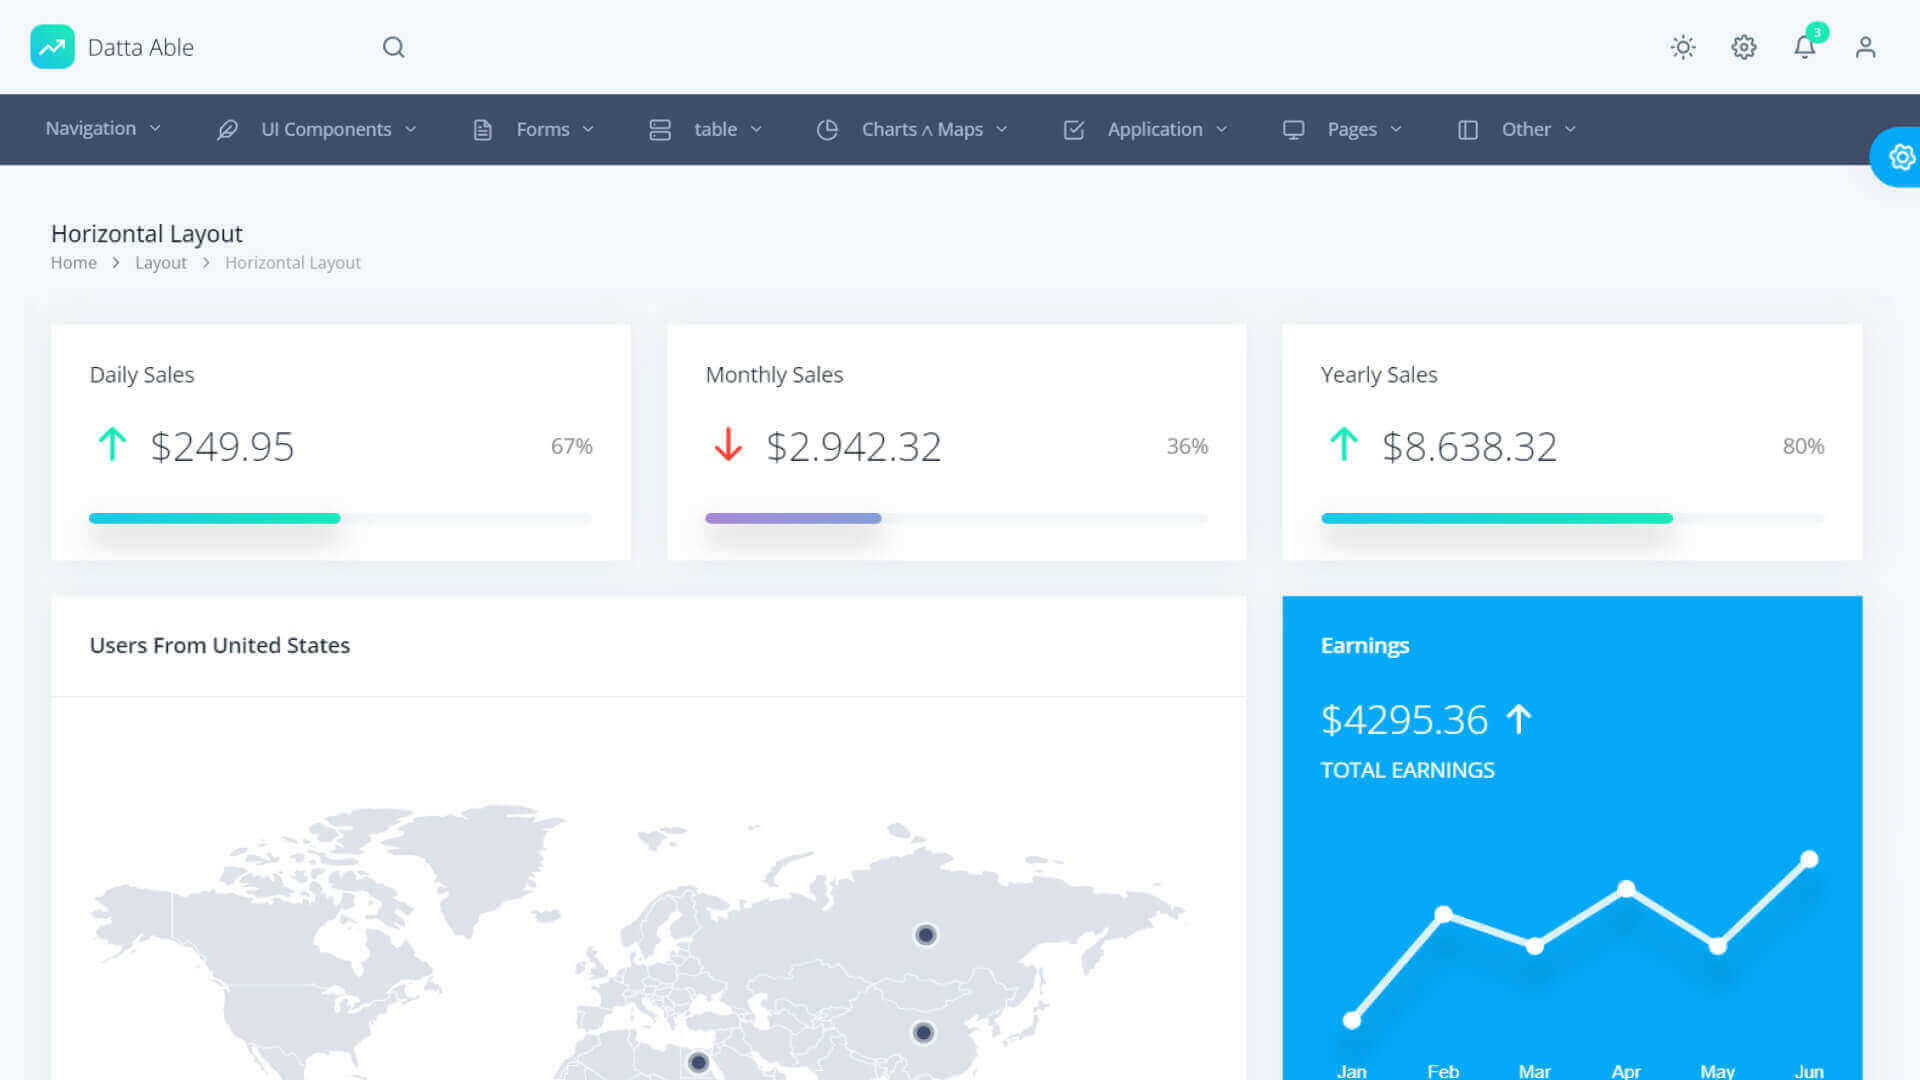 Datta Able
3
Navigation UI Components Forms table Charts ʌ Maps Application Pages Other
Horizontal Layout
Home > Layout > Horizontal Layout
Daily Sales
$249.95 67%
Monthly Sales
$2.942.32 36%
Yearly Sales
$8.638.32 80%
Users From United States
Earnings
$4295.36
TOTAL EARNINGS
Jan Feb Mar Apr May Jun